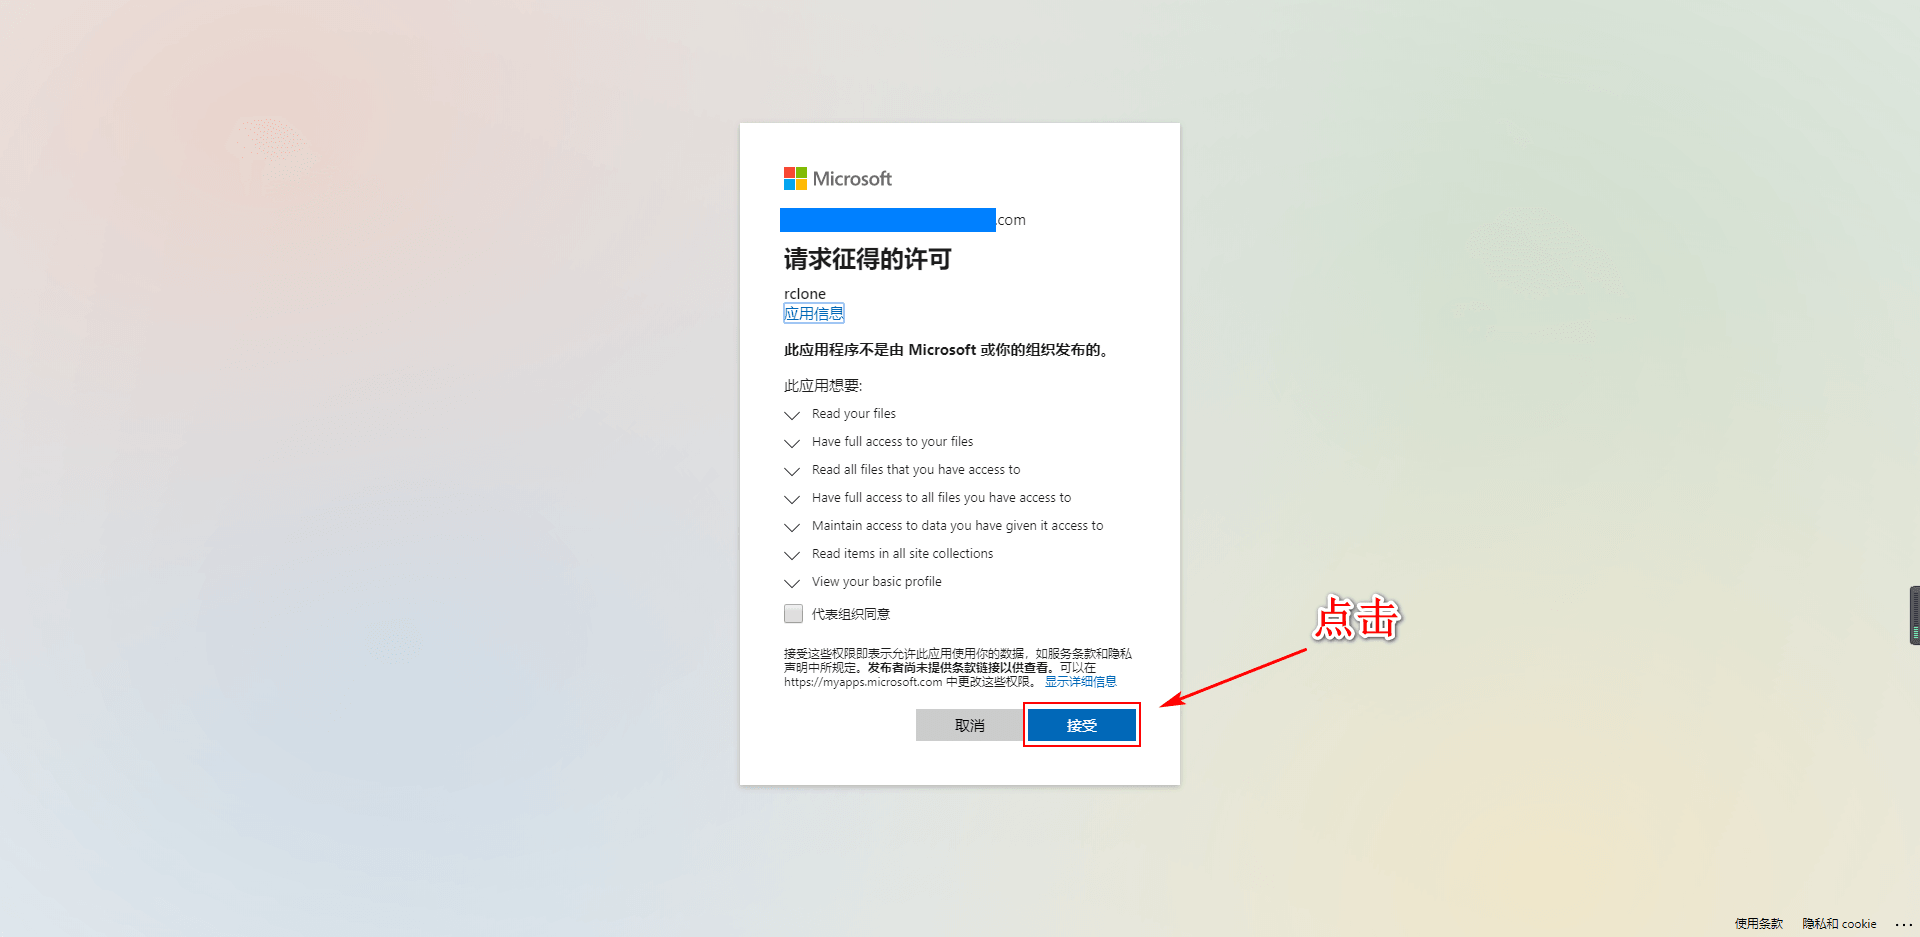 Microsoft
.com
请求征得的许可
rclone
应用信息
此应用程序不是由 Microsoft 或你的组织发布的。
此应用想要:
Read your files
Have full access to your files
Read all files that you have access to
Have full access to all files you have access to
Maintain access to data you have given it access to
Read items in all site collections
View your basic profile
代表组织同意
接受这些权限即表示允许此应用使用你的数据，如服务条款和隐私
声明中所规定。发布者尚未提供条款链接以供查看。可以在
https://myapps.microsoft.com 中更改这些权限。 显示详细信息
取消
接受
点击
使用条款
隐私和 cookie
...